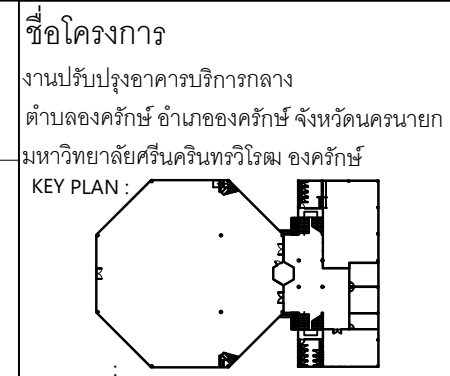 ชื่อโครงการ
งานปรับปรุงอาคารบริการกลาง
ตำบลองครักษ์ อำเภอองครักษ์ จังหวัดนครนายก
มหาวิทยาลัยศรีนครินทรวิโรฒ องครักษ์
KEY PLAN :
: